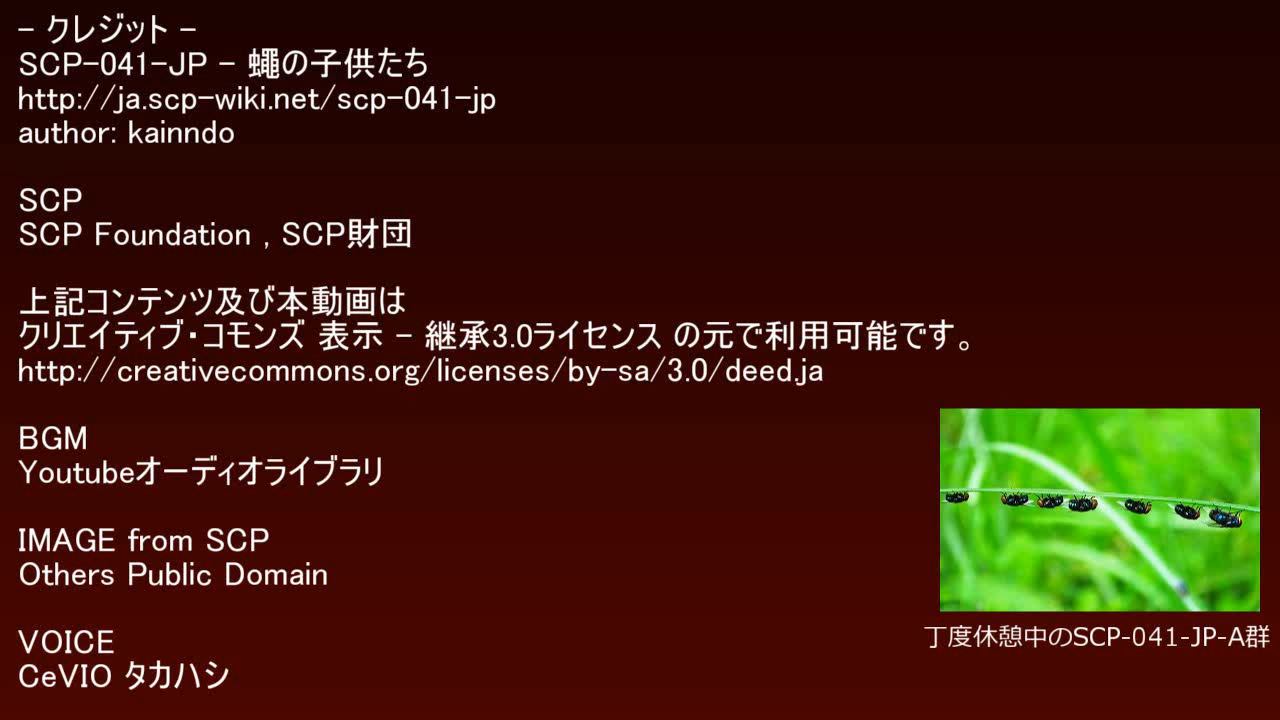 - クレジット -
SCP-041-JP - 蠅の子供たち
http://ja.scp-wiki.net/scp-041-jp
author: kainndo
SCP
SCP Foundation , SCP財団
上記コンテンツ及び本動画は
クリエイティブ・コモンズ 表示 - 継承3.0ライセンス の元で利用可能です。
http://creativecommons.org/licenses/by-sa/3.0/deed.ja
BGM
Youtubeオーディオライブラリ
IMAGE from SCP
Others Public Domain
VOICE
CeVIO タカハシ
丁度休憩中のSCP-041-JP-A群